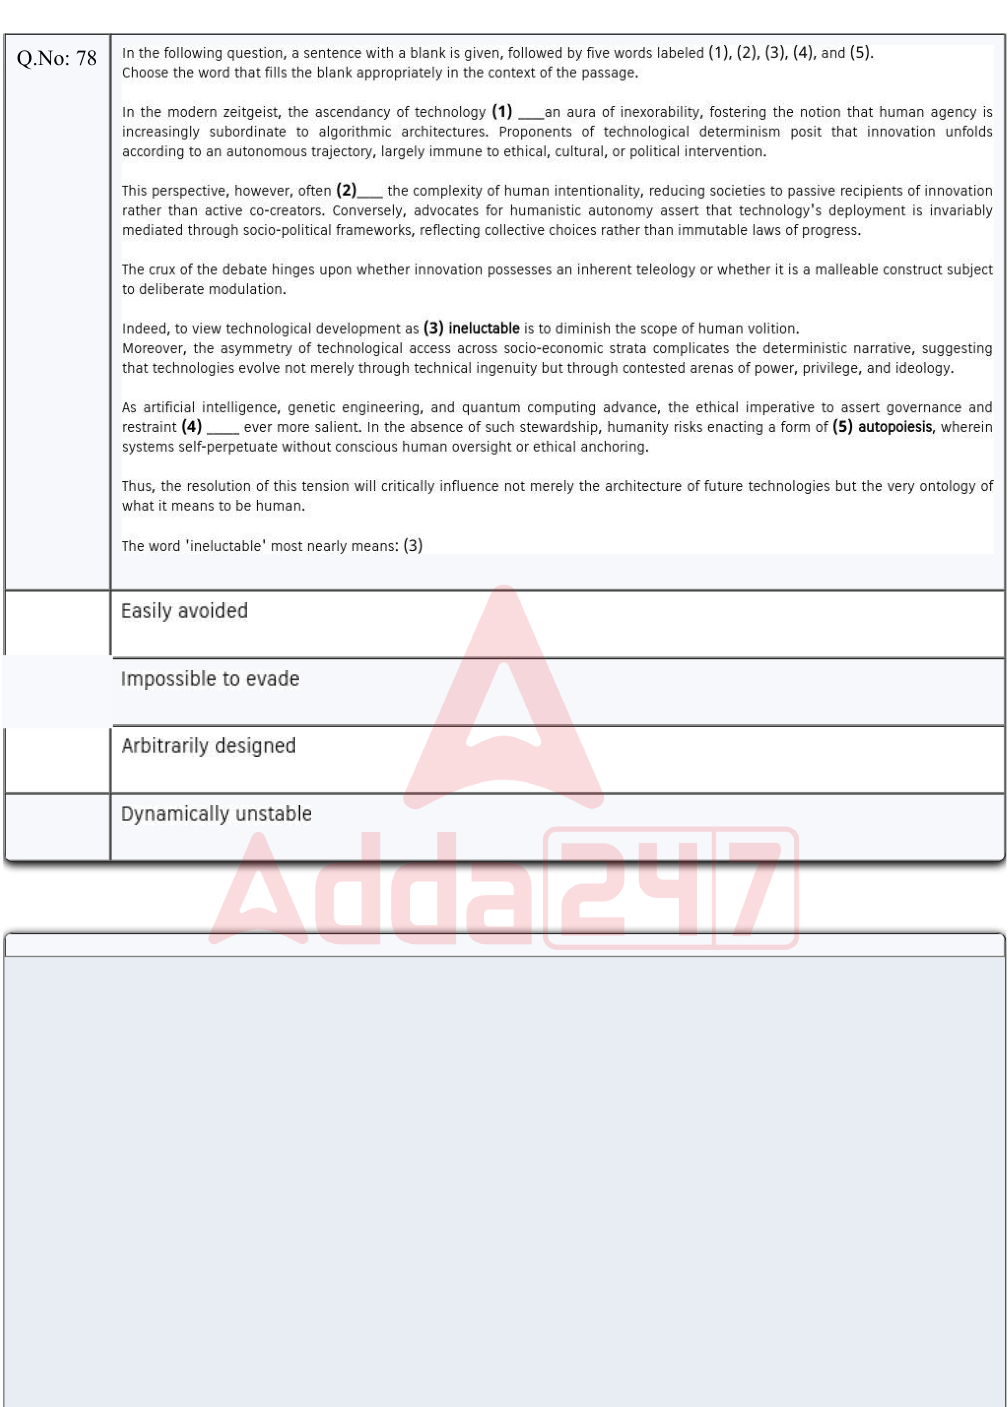 Q.No: 78
In the following question, a sentence with a blank is given, followed by five words labeled (1), (2), (3), (4), and (5).
Choose the word that fills the blank appropriately in the context of the passage.
In the modern zeitgeist, the ascendancy of technology (1) ___an aura of inexorability, fostering the notion that human agency is
increasingly subordinate to algorithmic architectures. Proponents of technological determinism posit that innovation unfolds
according to an autonomous trajectory, largely immune to ethical, cultural, or political intervention.
This perspective, however, often (2)___ the complexity of human intentionality, reducing societies to passive recipients of innovation
rather than active co-creators. Conversely, advocates for humanistic autonomy assert that technology's deployment is invariably
mediated through socio-political frameworks, reflecting collective choices rather than immutable laws of progress.
The crux of the debate hinges upon whether innovation possesses an inherent teleology or whether it is a malleable construct subject
to deliberate modulation.
Indeed, to view technological development as (3) ineluctable is to diminish the scope of human volition.
Moreover, the asymmetry of technological access across socio-economic strata complicates the deterministic narrative, suggesting
that technologies evolve not merely through technical ingenuity but through contested arenas of power, privilege, and ideology.
As artificial intelligence, genetic engineering, and quantum computing advance, the ethical imperative to assert governance and
restraint (4) ____ ever more salient. In the absence of such stewardship, humanity risks enacting a form of (5) autopoiesis, wherein
systems self-perpetuate without conscious human oversight or ethical anchoring.
Thus, the resolution of this tension will critically influence not merely the architecture of future technologies but the very ontology of
what it means to be human.
The word 'ineluctable' most nearly means: (3)
Easily avoided
Impossible to evade
Arbitrarily designed
Dynamically unstable
Adda247